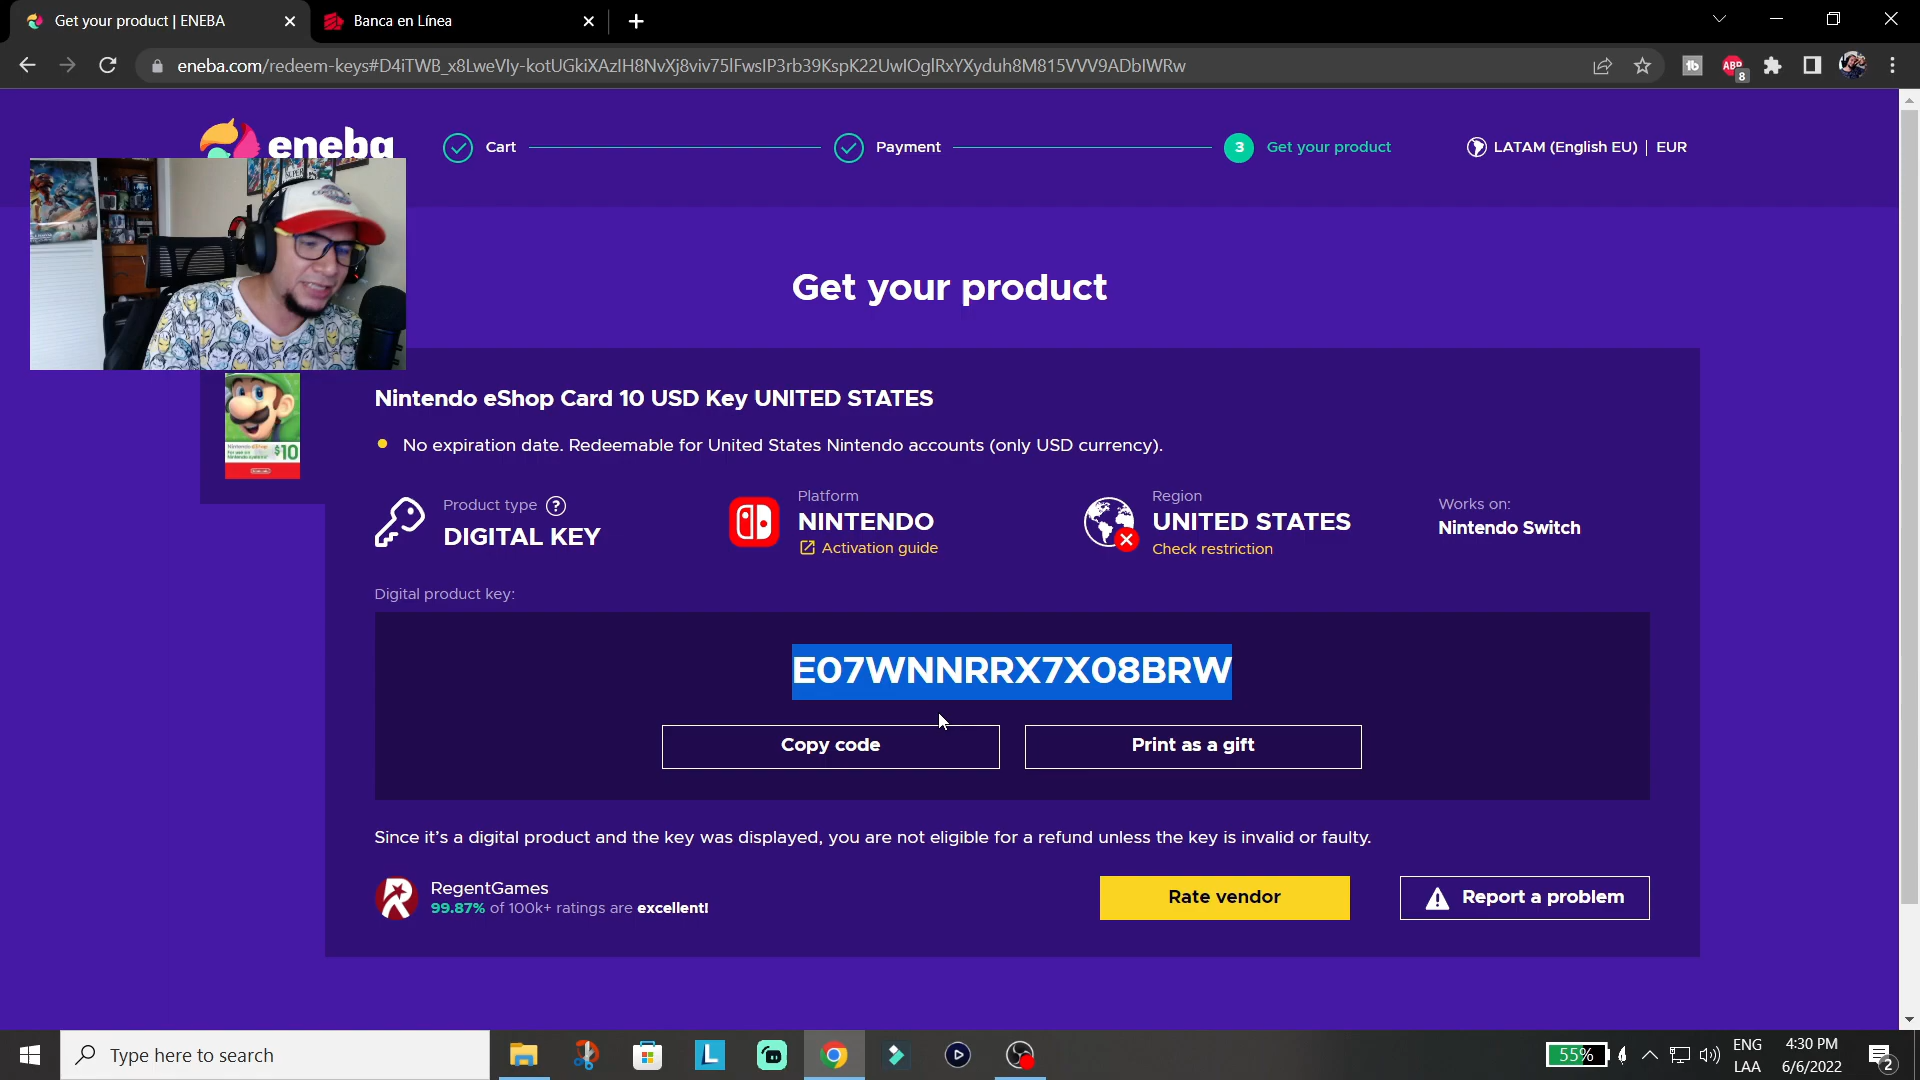 Get your product | ENEBA
Banca en Línea
eneba.com/redeem-keys#D4iTWB_x8LweVIy-kotUGkiXAzIH8NvXj8viv75lFwsIP3rb39KspK22UwIOglRxYXyduh8M815VVV9ADbIWRw
ABP
8
eneba
Cart
Payment
3
Get your product
LATAM (English EU) | EUR
Get your product
Nintendo eShop Card 10 USD Key UNITED STATES
No expiration date. Redeemable for United States Nintendo accounts (only USD currency).
$10
Product type ?
DIGITAL KEY
Platform
NINTENDO
Activation guide
Region
UNITED STATES
Check restriction
Works on:
Nintendo Switch
Digital product key:
E07WNNRRX7X08BRW
Copy code
Print as a gift
Since it's a digital product and the key was displayed, you are not eligible for a refund unless the key is invalid or faulty.
RegentGames
99.87% of 100k+ ratings are excellent!
Rate vendor
Report a problem
Type here to search
55%
ENG
LAA
4:30 PM
6/6/2022
2